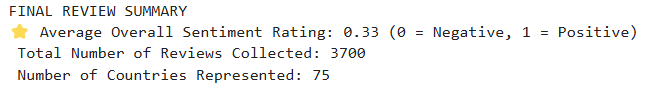 FINAL REVIEW SUMMARY
⭐ Average Overall Sentiment Rating: 0.33 (0 = Negative, 1 = Positive)
Total Number of Reviews Collected: 3700
Number of Countries Represented: 75